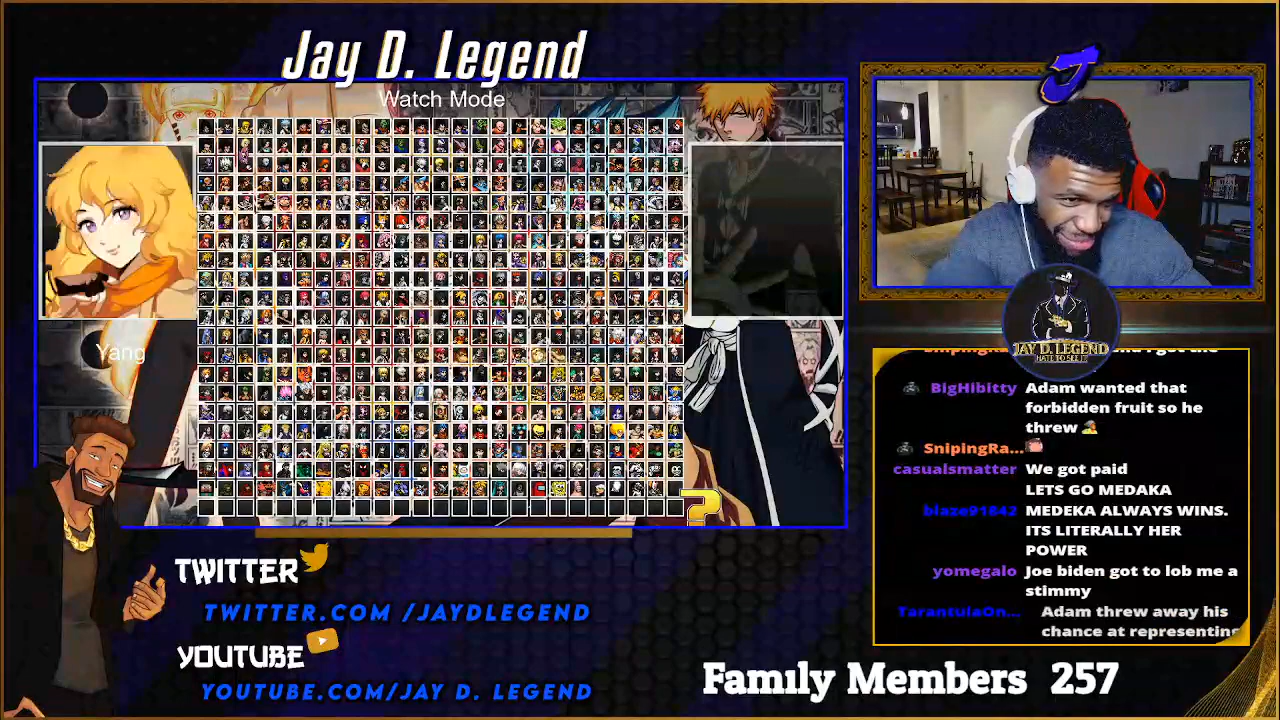 Jay D. Legend
Watch Mode
Yang
J
JAY D. LEGEND
BigHibitty Adam wanted that
forbidden fruit so he
threw
SnipingRa...
casualsmatter We got paid
LETS GO MEDAKA
blaze91842 MEDEKA ALWAYS WINS.
ITS LITERALLY HER
POWER
yomegalo Joe biden got to lob me a
stimmy
TarantulaOn... Adam threw away his
chance at representing
TWITTER
TWITTER.COM /JAYDLEGEND
YOUTUBE
YOUTUBE.COM/JAY D. LEGEND
Family Members 257
?